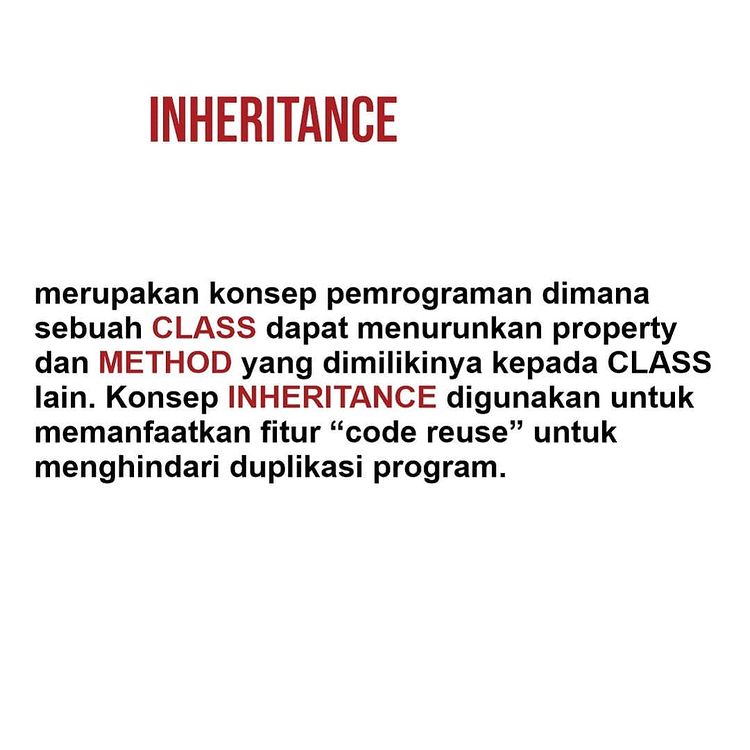 INHERITANCE
merupakan konsep pemrograman dimana
sebuah CLASS dapat menurunkan property
dan METHOD yang dimilikinya kepada CLASS
lain. Konsep INHERITANCE digunakan untuk
memanfaatkan fitur “code reuse” untuk
menghindari duplikasi program.